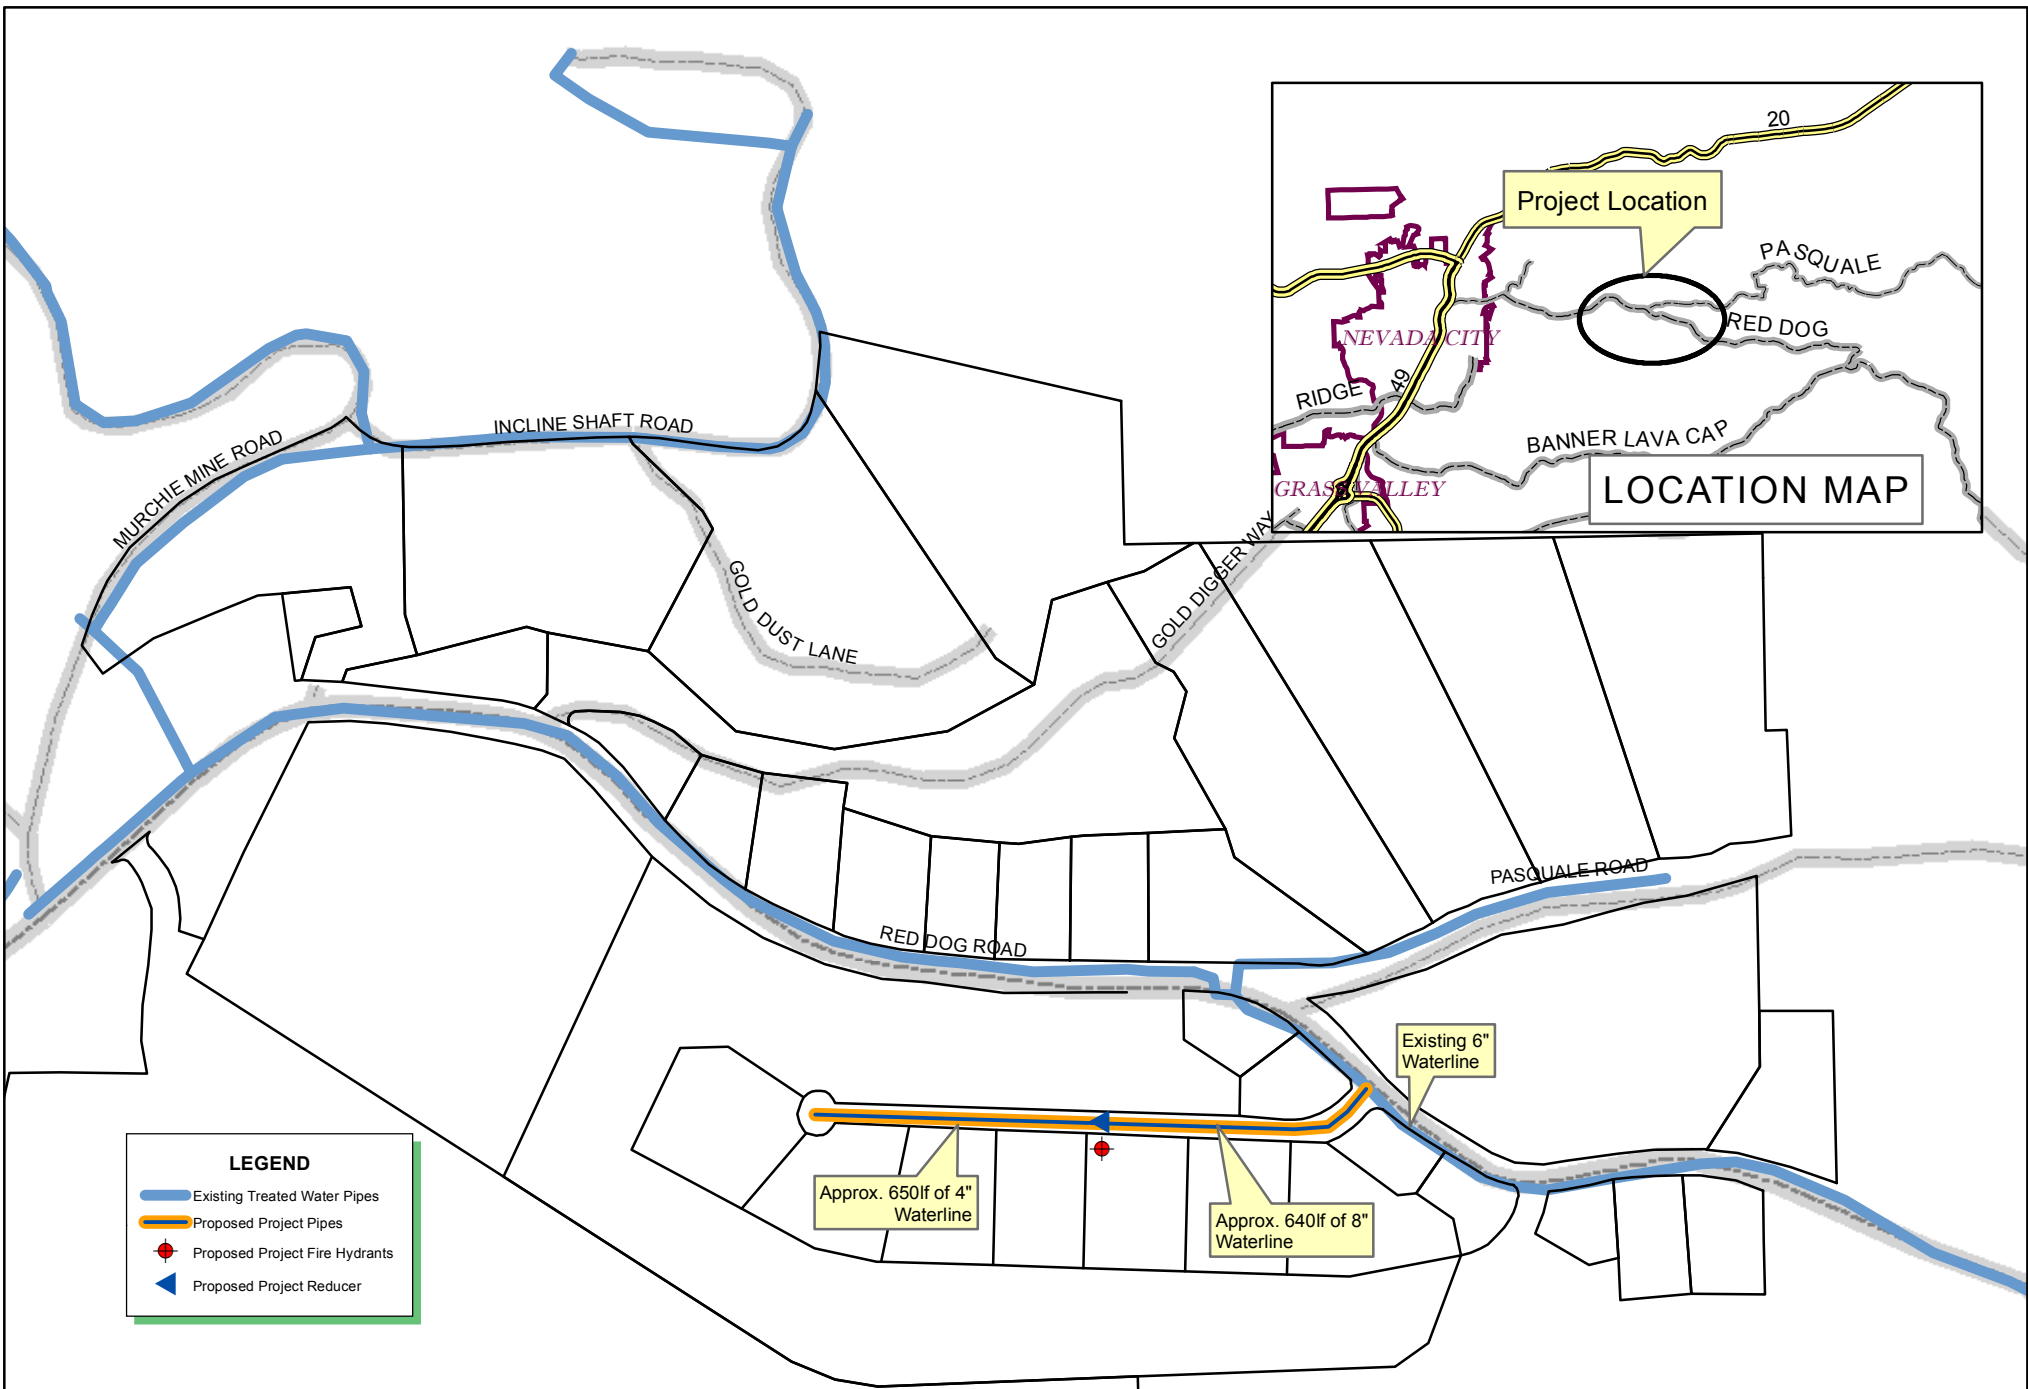 20
Project Location
PASQUALE
RED DOG
NEVADA CITY
49
RIDGE
BANNER LAVA CAP
GRASS VALLEY
LOCATION MAP
INCLINE SHAFT ROAD
MURCHIE MINE ROAD
GOLD DIGGER WAY
GOLD DUST LANE
PASQUALE ROAD
RED DOG ROAD
Existing 6"
Waterline
Approx. 650lf of 4"
Waterline
Approx. 640lf of 8"
Waterline
LEGEND
Existing Treated Water Pipes
Proposed Project Pipes
Proposed Project Fire Hydrants
Proposed Project Reducer